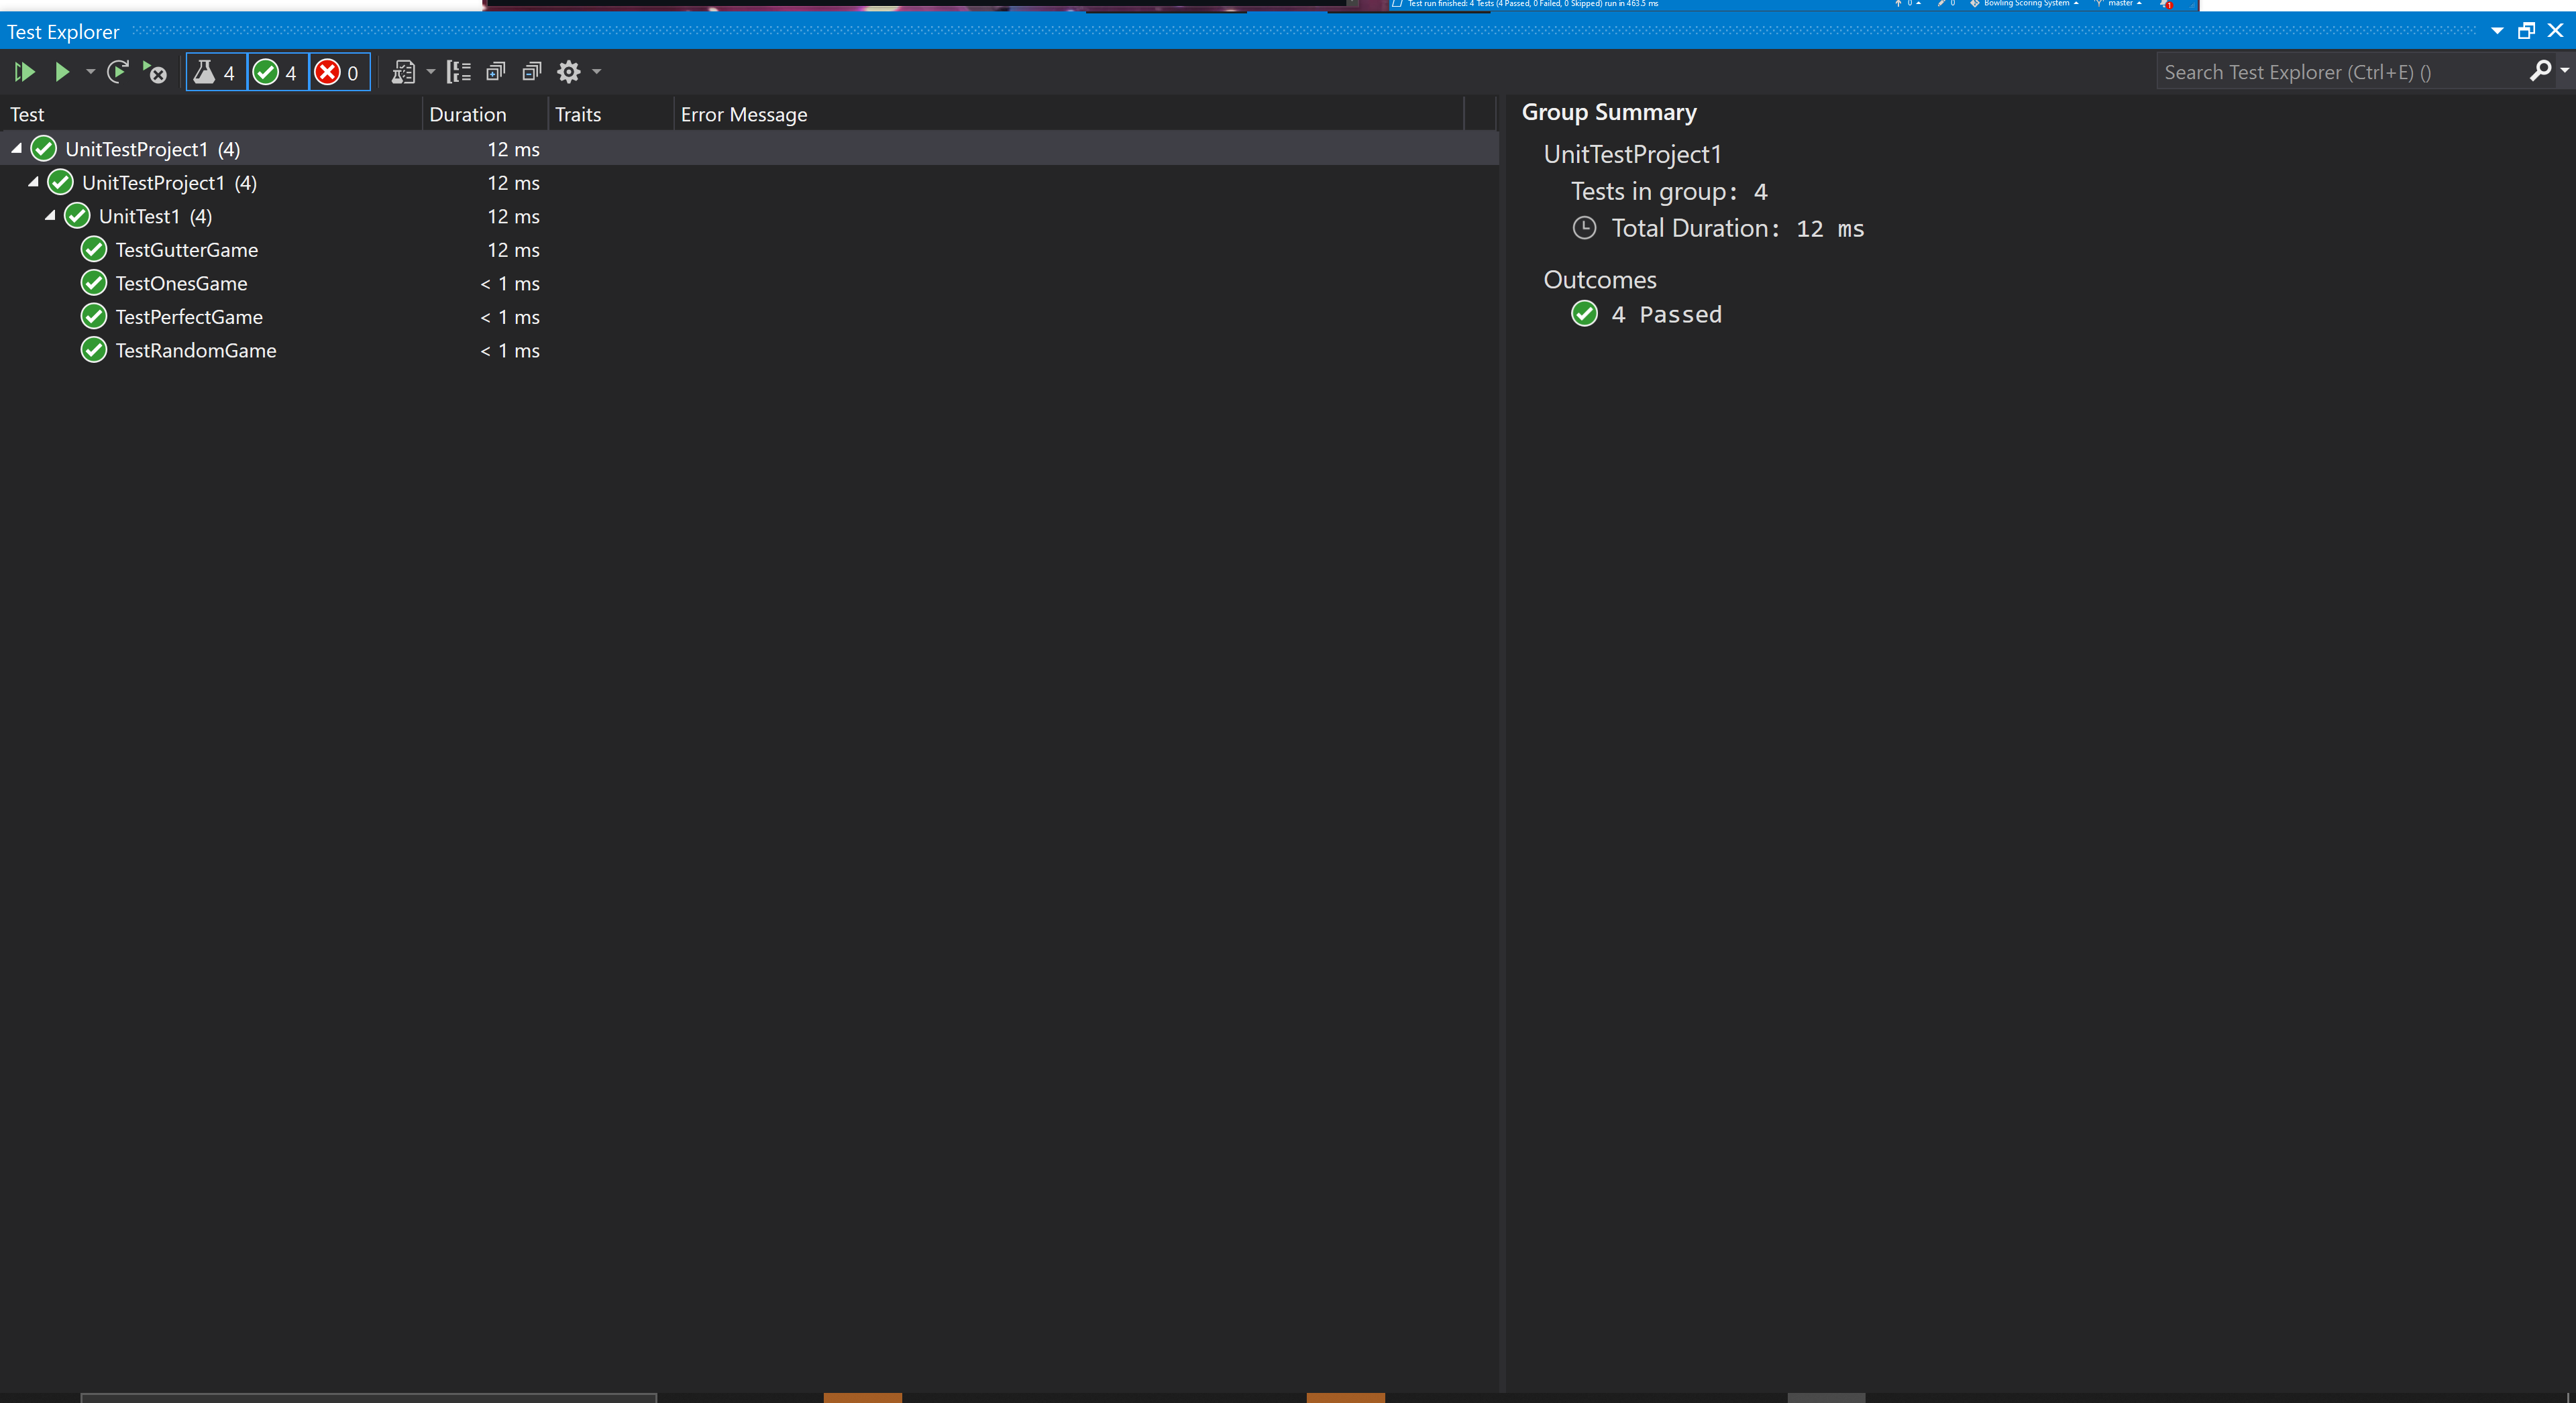 Test run finished: 4 Tests (4 Passed, 0 Failed, 0 Skipped) run in 463.5 ms
0
0
Bowling Scoring System
master
1
Test Explorer
4
4
0
Search Test Explorer (Ctrl+E) ()
Test
Duration
Traits
Error Message
UnitTestProject1 (4)
12 ms
UnitTestProject1 (4)
12 ms
UnitTest1 (4)
12 ms
TestGutterGame
12 ms
TestOnesGame
< 1 ms
TestPerfectGame
< 1 ms
TestRandomGame
< 1 ms
Group Summary
UnitTestProject1
Tests in group: 4
Total Duration: 12 ms
Outcomes
4 Passed